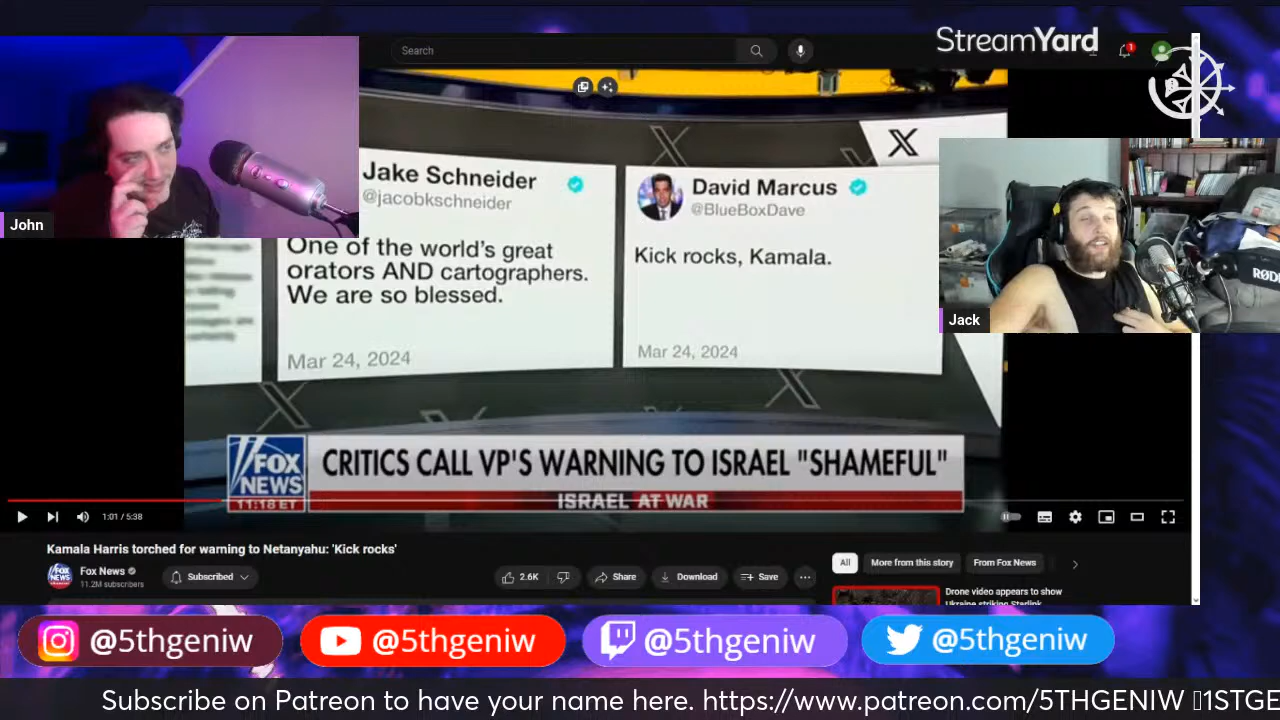 StreamYard
Search
1
X
John
Jake Schneider
@jacobkschneider
One of the world's great
orators AND cartographers.
We are so blessed.
Mar 24, 2024
David Marcus
@BlueBoxDave
Kick rocks, Kamala.
Mar 24, 2024
RØDE
Jack
FOX
NEWS
11:18 ET
CRITICS CALL VP'S WARNING TO ISRAEL "SHAMEFUL"
ISRAEL AT WAR
1:01 / 5:38
Kamala Harris torched for warning to Netanyahu: 'Kick rocks'
Fox News
11.2M subscribers
Subscribed
2.6K
Share
Download
Save
All
More from this story
From Fox News
Drone video appears to show
Ukraine striking Starlink
@5thgeniw
@5thgeniw
@5thgeniw
@5thgeniw
Subscribe on Patreon to have your name here. https://www.patreon.com/5THGENIW 1STGE